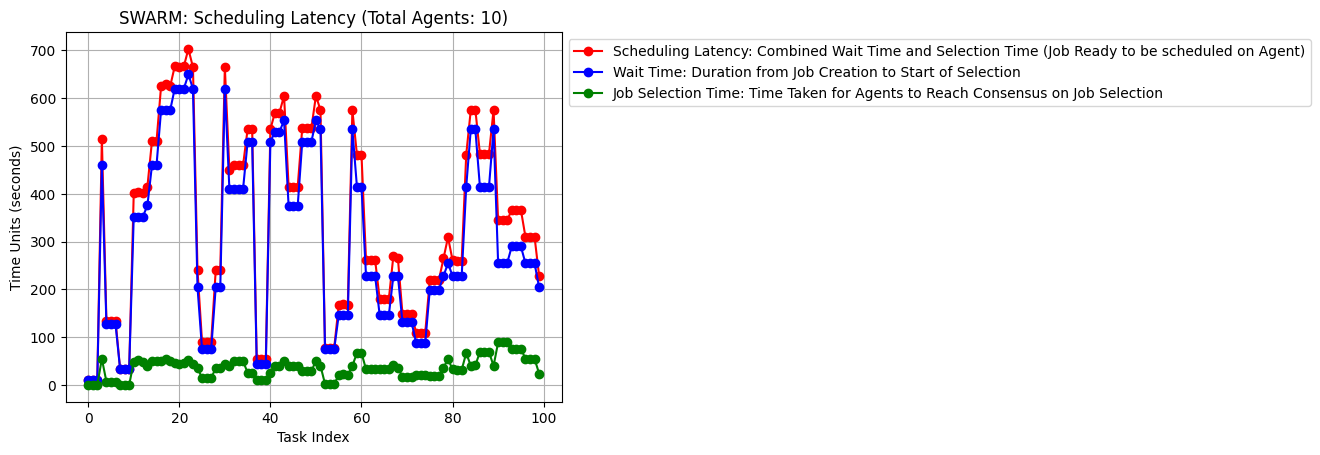 SWARM: Scheduling Latency (Total Agents: 10)
Scheduling Latency: Combined Wait Time and Selection Time (Job Ready to be scheduled on Agent)
Wait Time: Duration from Job Creation to Start of Selection
Job Selection Time: Time Taken for Agents to Reach Consensus on Job Selection
Time Units (seconds)
700
600
500
400
300
200
100
0
0 20 40 60 80 100
Task Index